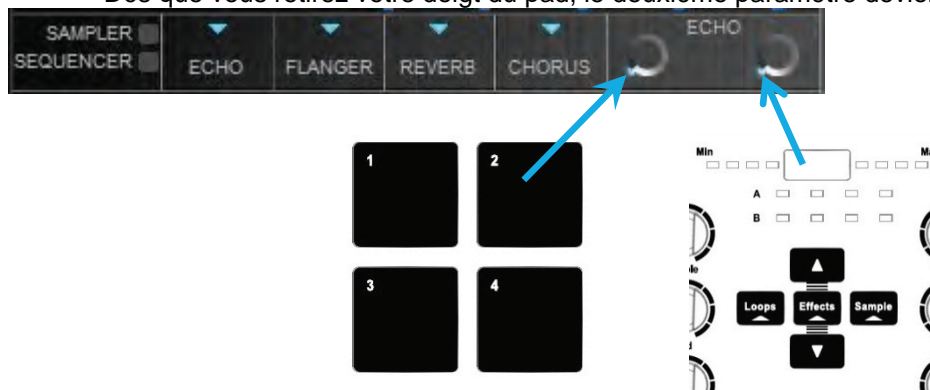 Dès que vous retirez votre doigt du pad, le deuxième paramètre
SAMPLER
SEQUENCER
ECHO FLANGER REVERB CHORUS
ECHO
1 2
3 4
Min
A
B
Loops Effects Sample